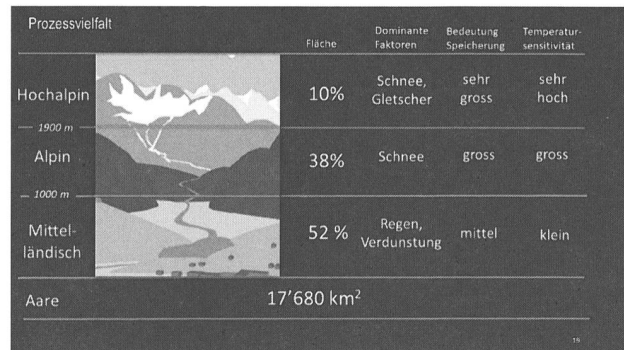 Prozessvielfalt
Fläche
Dominante
Faktoren
Bedeutung
Speicherung
Temperatur-
sensitivität
Hochalpin
10%
Schnee,
Gletscher
sehr
gross
sehr
hoch
1900 m
Alpin
38%
Schnee
gross
gross
1000 m
Mittel-
ländisch
52 %
Regen,
Verdunstung
mittel
klein
Aare
17'680 km²
19